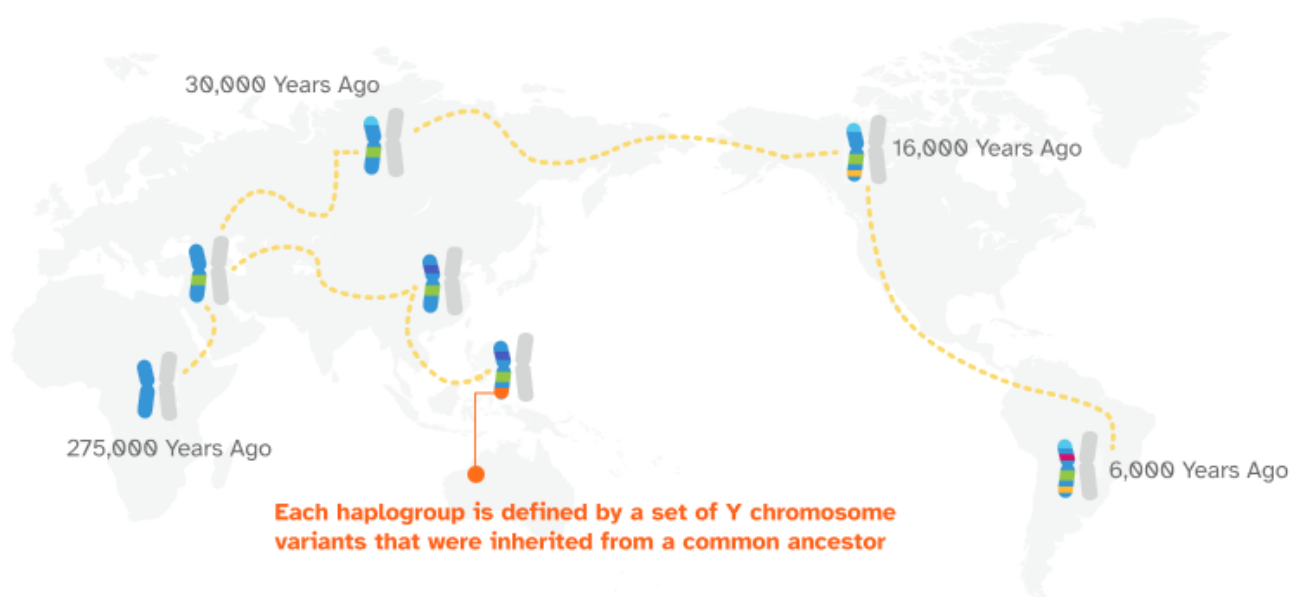 30,000 Years Ago
16,000 Years Ago
275,000 Years Ago
6,000 Years Ago
Each haplogroup is defined by a set of Y chromosome
variants that were inherited from a common ancestor